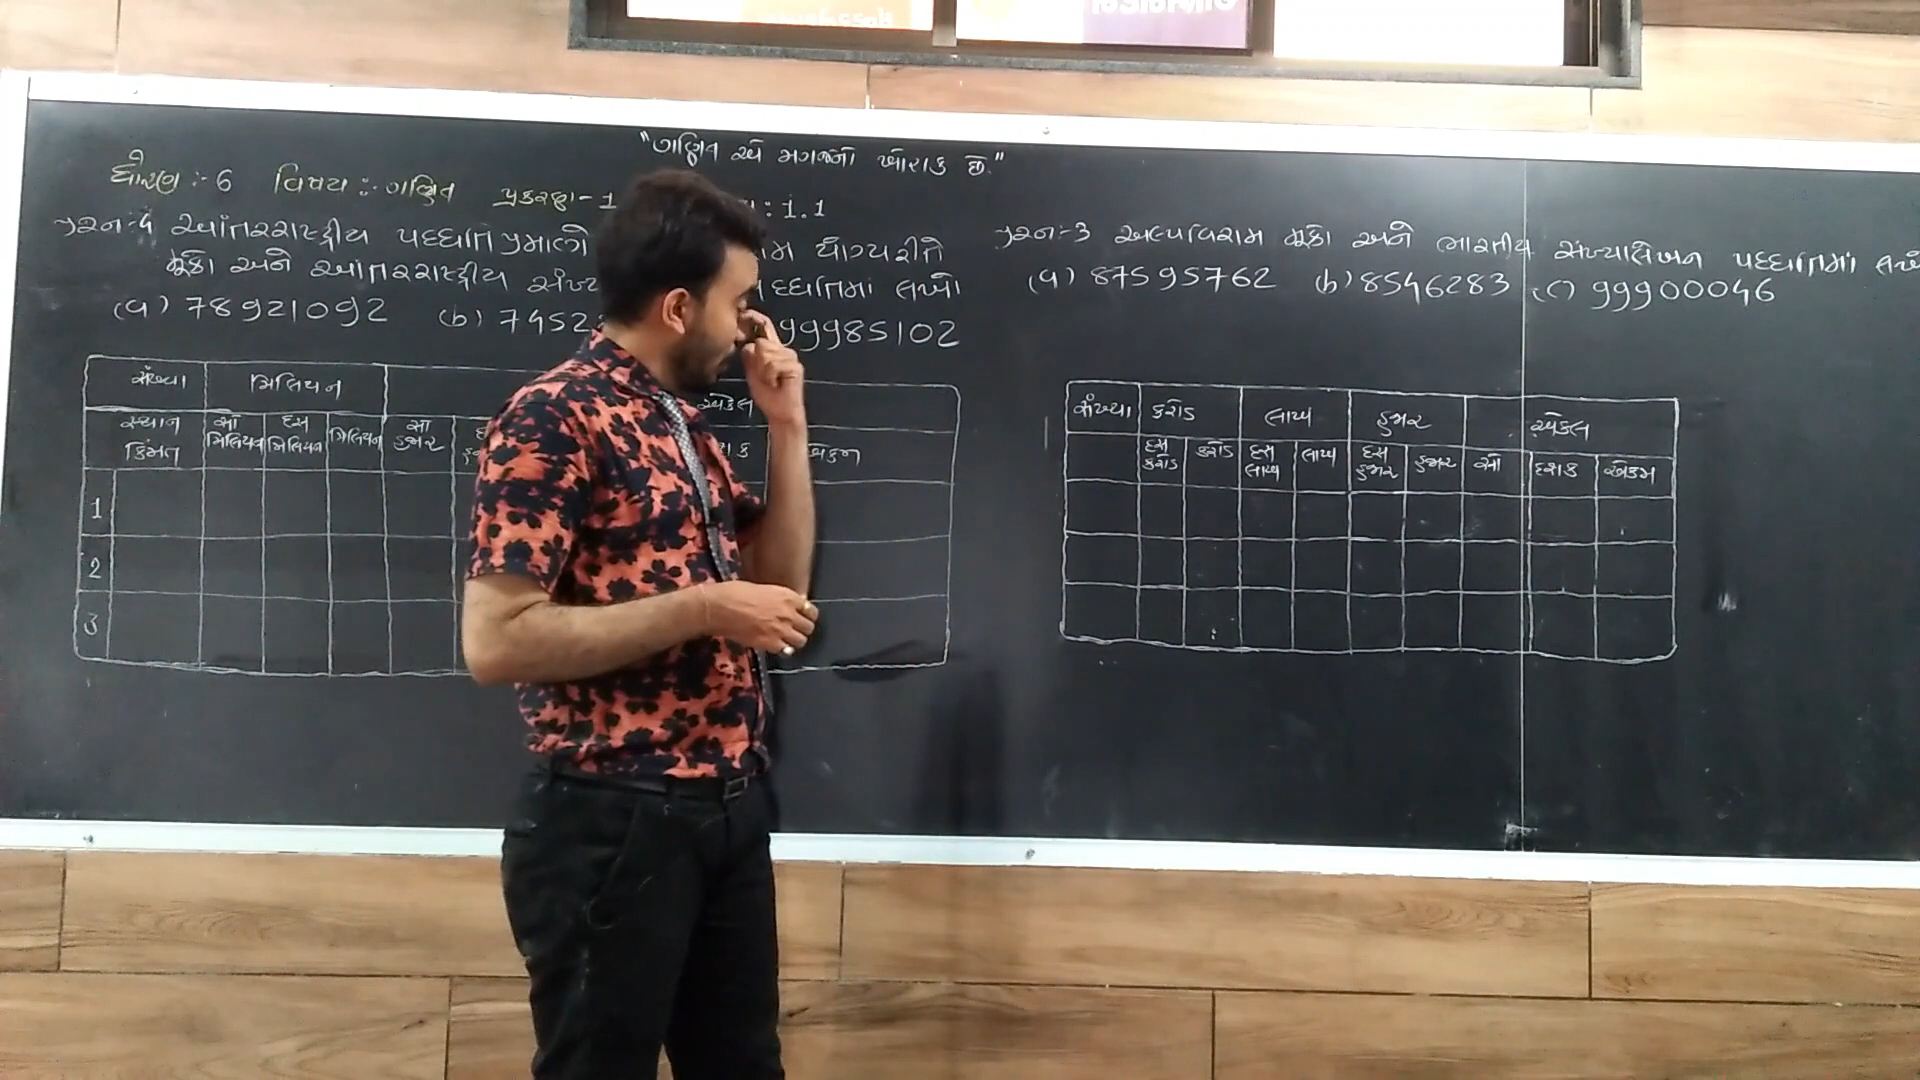 "ગણિત એ મગજનો ખોરાક છે."
ધોરણ :- 6 વિષય :- ગણિત પ્રકરણ - 1 : 1.1
પ્રશ્ન:-4 આંતરરાષ્ટ્રીય પદ્ધતિ પ્રમાણે યોગ્ય રીતે
મૂકો અને આંતરરાષ્ટ્રીય પદ્ધતિમાં લખો
(a) 78921092 (b) 7452 99985102
સંખ્યા મિલિયન એકલ
સ્થાન કિંમત સો મિલિયન દસ મિલિયન મિલિયન સો હજાર એકમ
1
2
3
પ્રશ્ન:-3 અલ્પવિરામ મૂકો અને ભારતીય સંખ્યાલેખન પદ્ધતિમાં
(a) 87595762 (b) 8546283 (c) 99900046
સંખ્યા કરોડ લાખ હજાર એકલ
દસ કરોડ કરોડ દસ લાખ લાખ દસ હજાર હજાર સો દશક એકમ